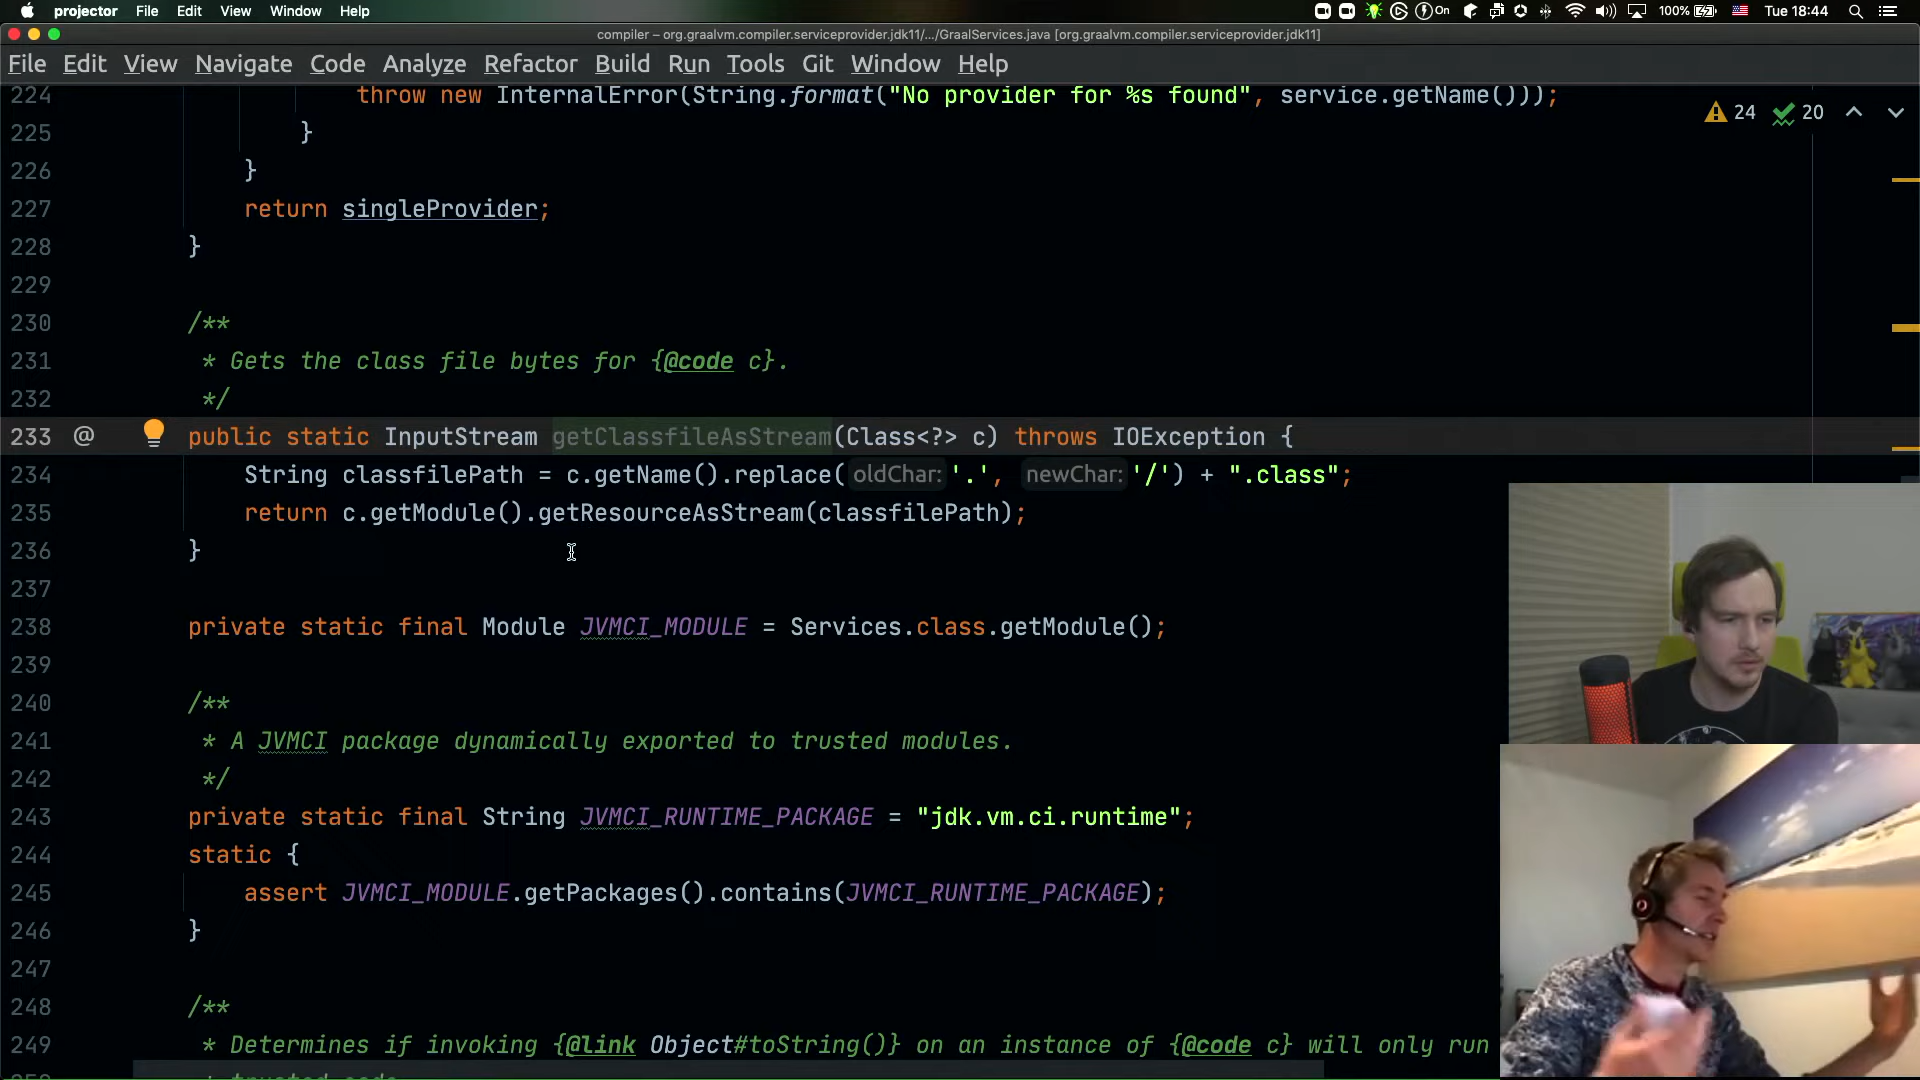 projector File Edit View Window Help On 100% Tue 18:44
compiler – org.graalvm.compiler.serviceprovider.jdk11/.../GraalServices.java [org.graalvm.compiler.serviceprovider.jdk11]
File Edit View Navigate Code Analyze Refactor Build Run Tools Git Window Help
224 throw new InternalError(String.format("No provider for %s found", service.getName()));
24 20
225 }
226 }
227 return singleProvider;
228 }
229
230 /**
231 * Gets the class file bytes for {@code c}.
232 */
233 @ public static InputStream getClassfileAsStream(Class<?> c) throws IOException {
234 String classfilePath = c.getName().replace( oldChar: '.', newChar: '/') + ".class";
235 return c.getModule().getResourceAsStream(classfilePath);
236 }
237
238 private static final Module JVMCI_MODULE = Services.class.getModule();
239
240 /**
241 * A JVMCI package dynamically exported to trusted modules.
242 */
243 private static final String JVMCI_RUNTIME_PACKAGE = "jdk.vm.ci.runtime";
244 static {
245 assert JVMCI_MODULE.getPackages().contains(JVMCI_RUNTIME_PACKAGE);
246 }
247
248 /**
249 * Determines if invoking {@link Object#toString()} on an instance of {@code c} will only run